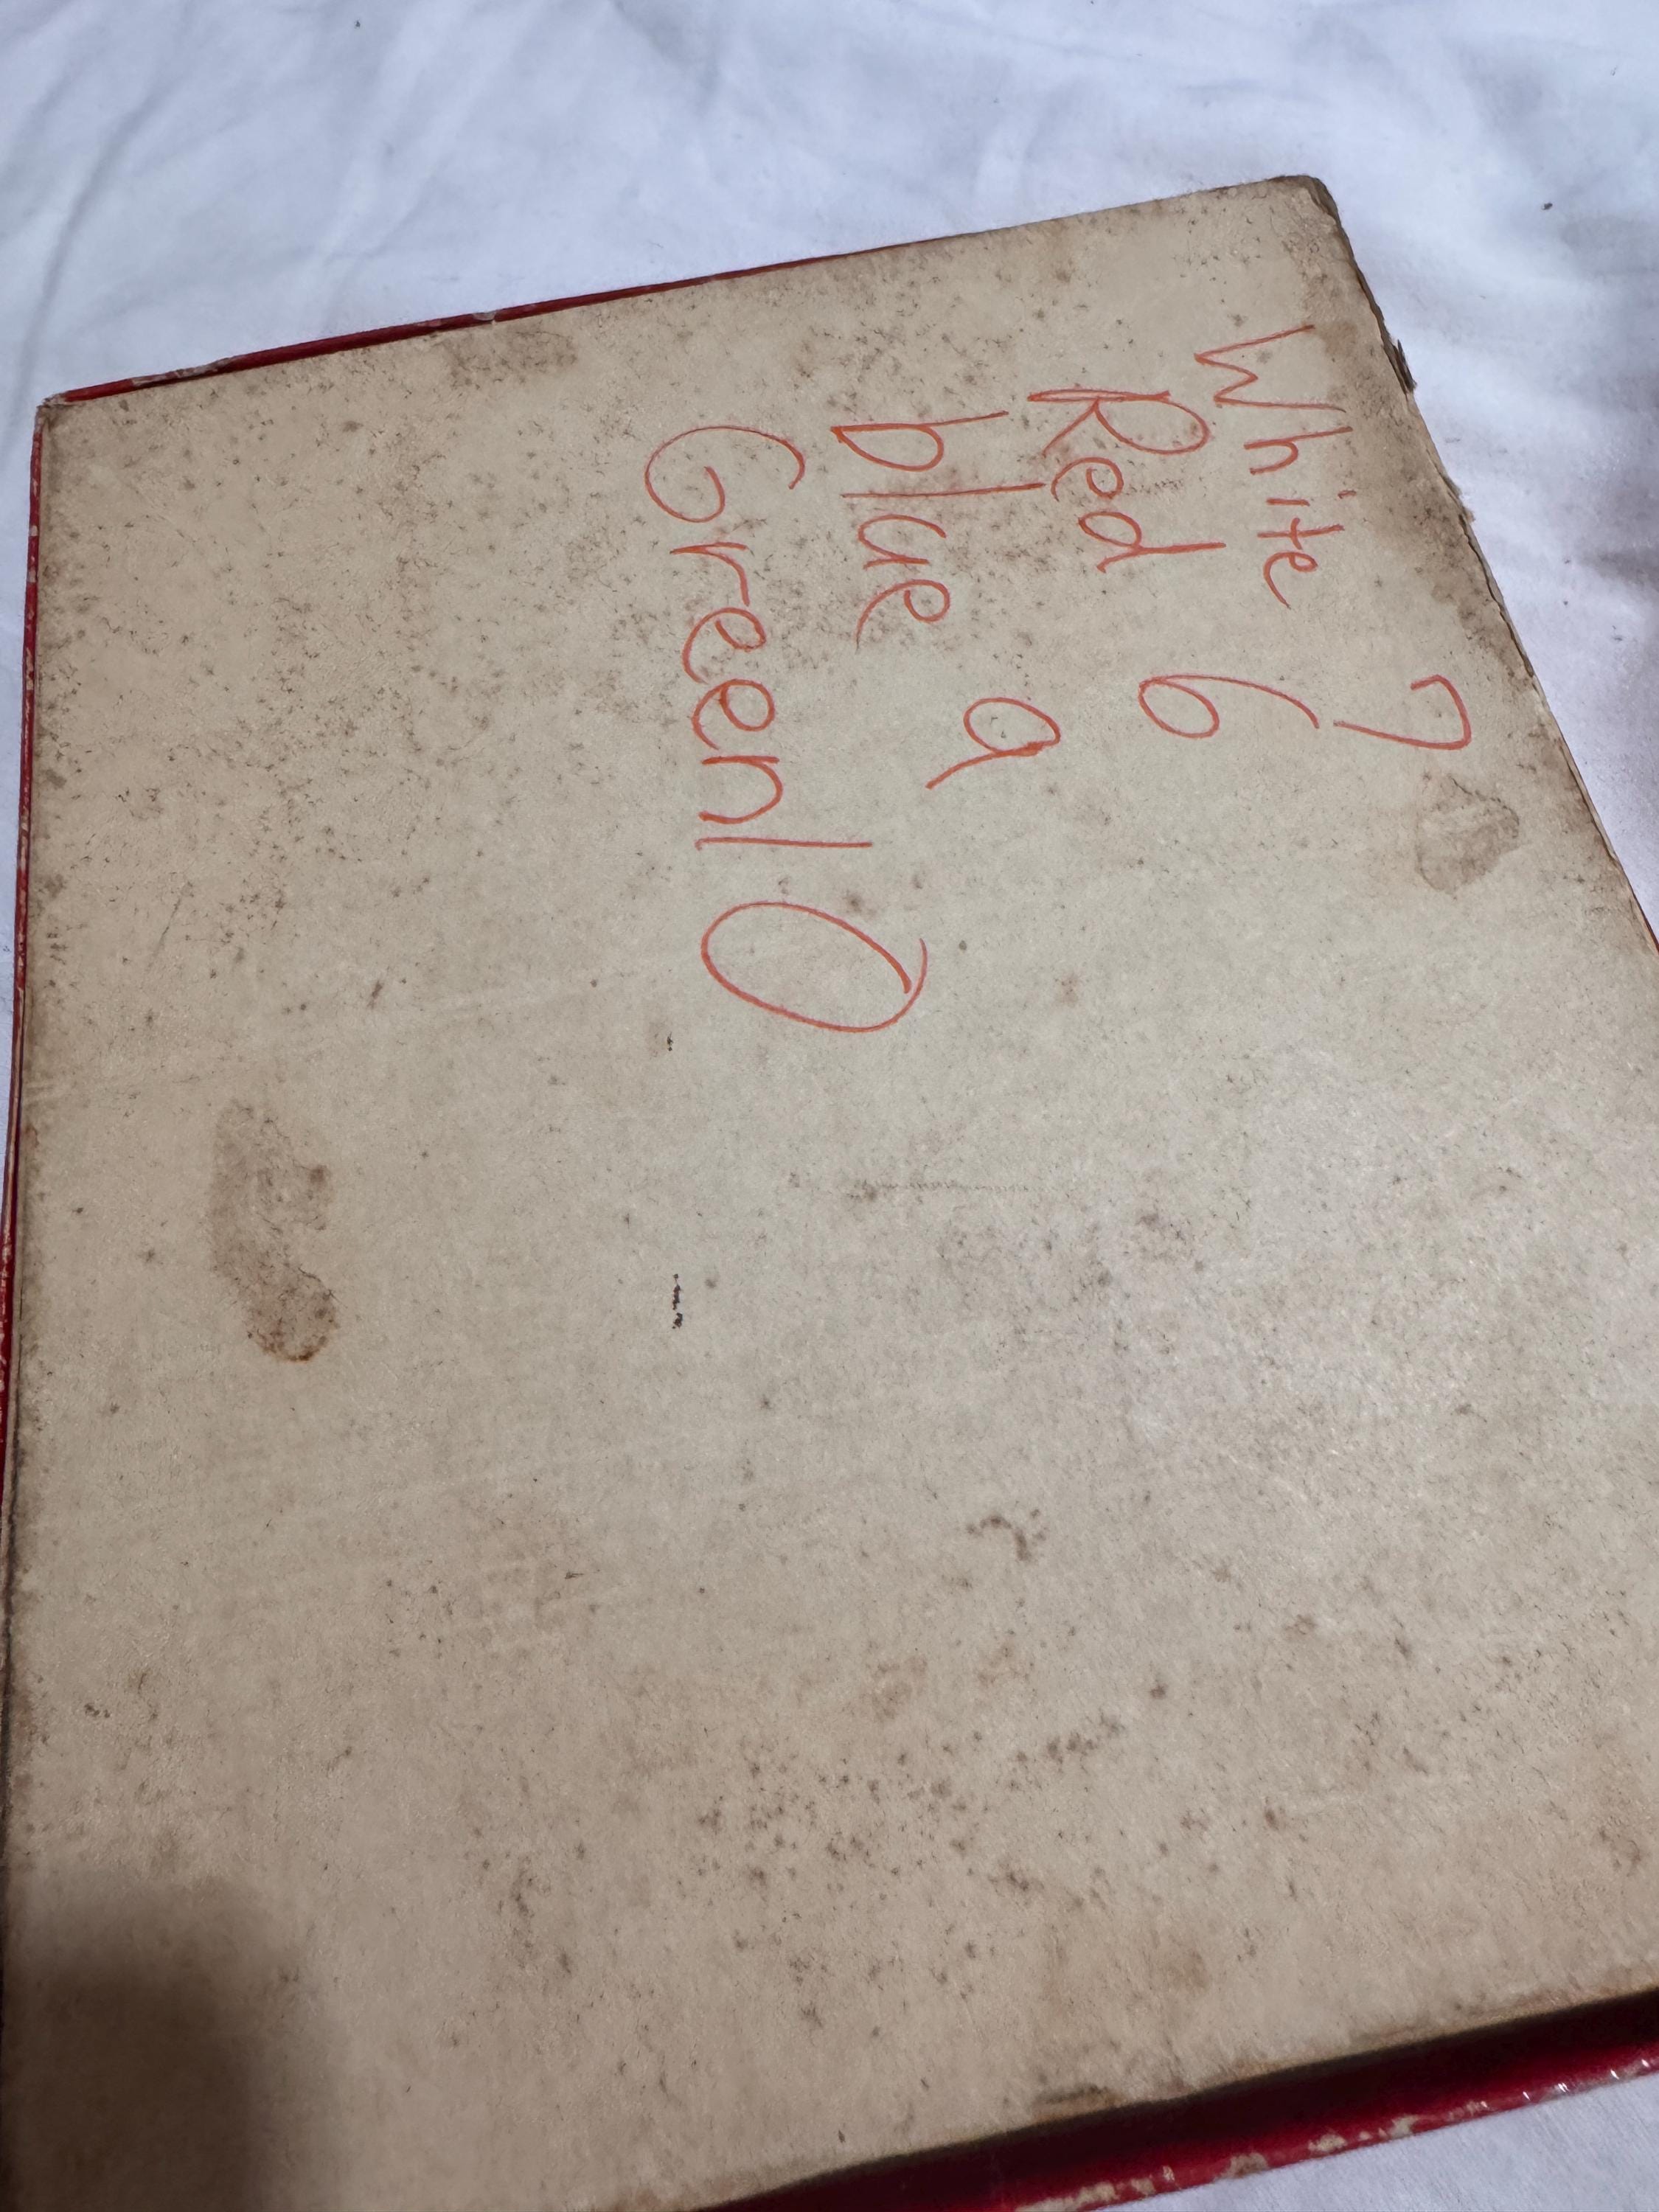 White 7
Red 6
blue 9
Green 10